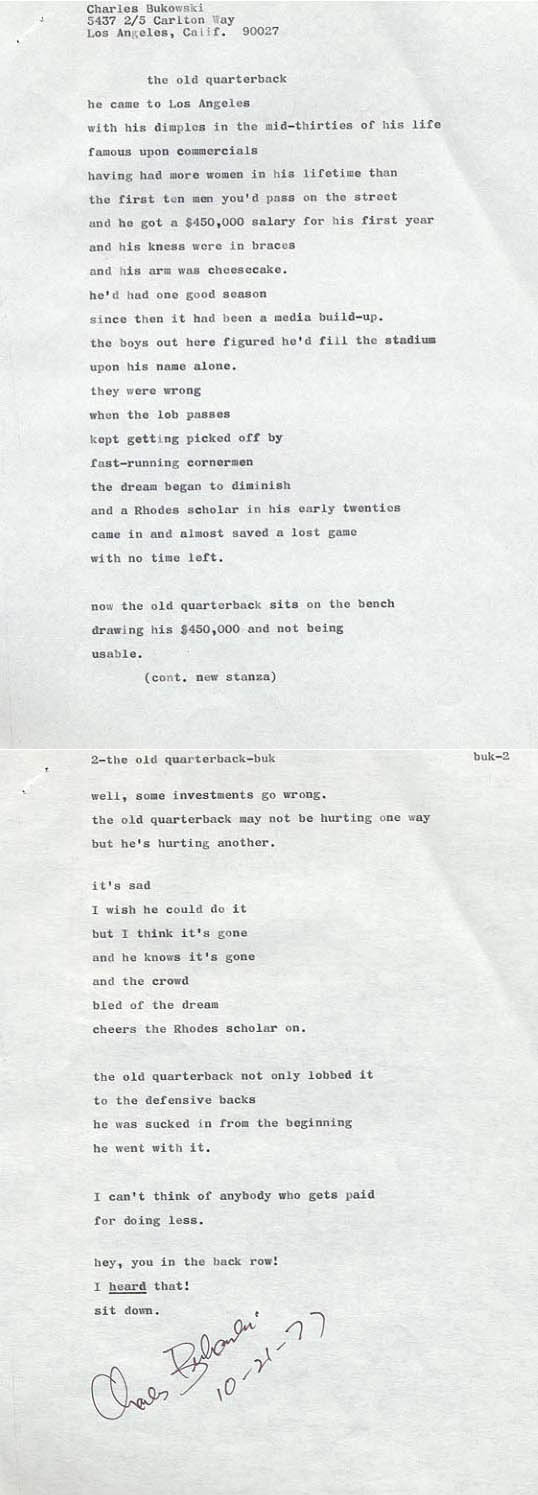 Charles Bukowski
5437 2/5 Carlton Way
Los Angeles, Calif. 90027
the old quarterback
he came to Los Angeles
with his dimples in the mid-thirties of his life
famous upon commercials
having had more women in his lifetime than
the first ten men you'd pass on the street
and he got a $450,000 salary for his first year
and his kness were in braces
and his arm was cheesecake.
he'd had one good season
since then it had been a media build-up.
the boys out here figured he'd fill the stadium
upon his name alone.
they were wrong
when the lob passes
kept getting picked off by
fast-running cornermen
the dream began to diminish
and a Rhodes scholar in his early twenties
came in and almost saved a lost game
with no time left.
now the old quarterback sits on the bench
drawing his $450,000 and not being
usable.
(cont. new stanza)
2-the old quarterback-buk buk-2
well, some investments go wrong.
the old quarterback may not be hurting one way
but he's hurting another.
it's sad
I wish he could do it
but I think it's gone
and he knows it's gone
and the crowd
bled of the dream
cheers the Rhodes scholar on.
the old quarterback not only lobbed it
to the defensive backs
he was sucked in from the beginning
he went with it.
I can't think of anybody who gets paid
for doing less.
hey, you in the back row!
I heard that!
sit down.
Charles Bukowski
10-21-77